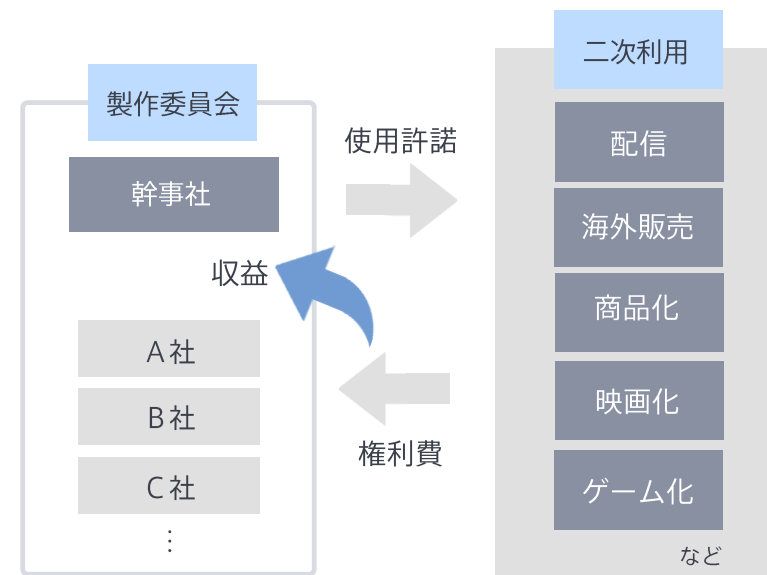 製作委員会
幹事社
収益
A社
B社
C社
⋮
使用許諾
権利費
二次利用
配信
海外販売
商品化
映画化
ゲーム化
など